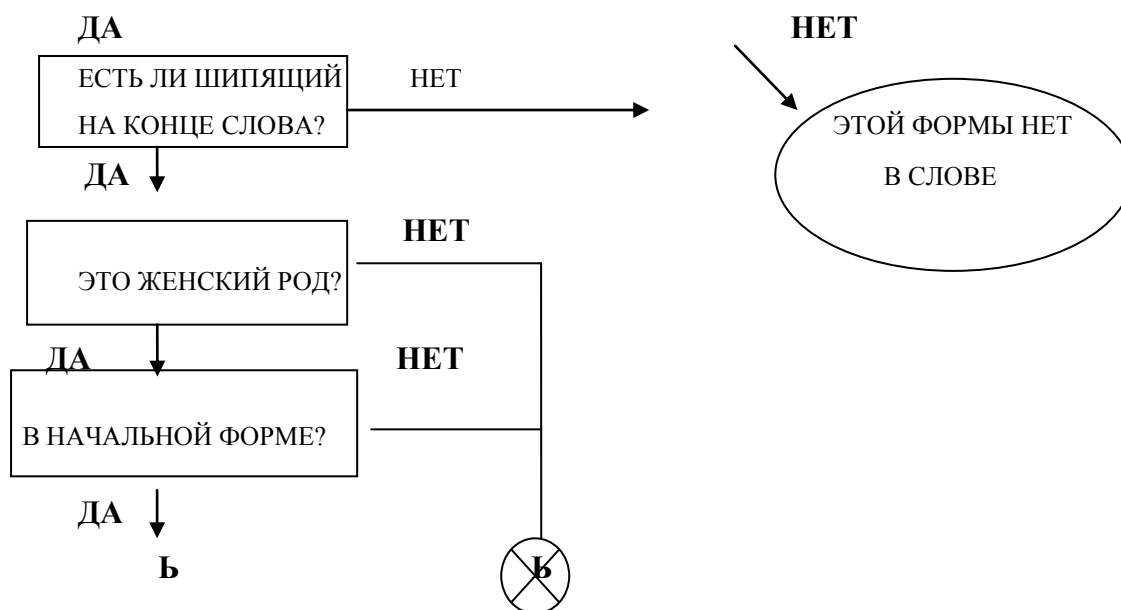 ДА
НЕТ
ЕСТЬ ЛИ ШИПЯЩИЙ
НА КОНЦЕ СЛОВА?
НЕТ
ЭТОЙ ФОРМЫ НЕТ
В СЛОВЕ
ДА
НЕТ
ЭТО ЖЕНСКИЙ РОД?
ДА
НЕТ
В НАЧАЛЬНОЙ ФОРМЕ?
ДА
Ь
Ь